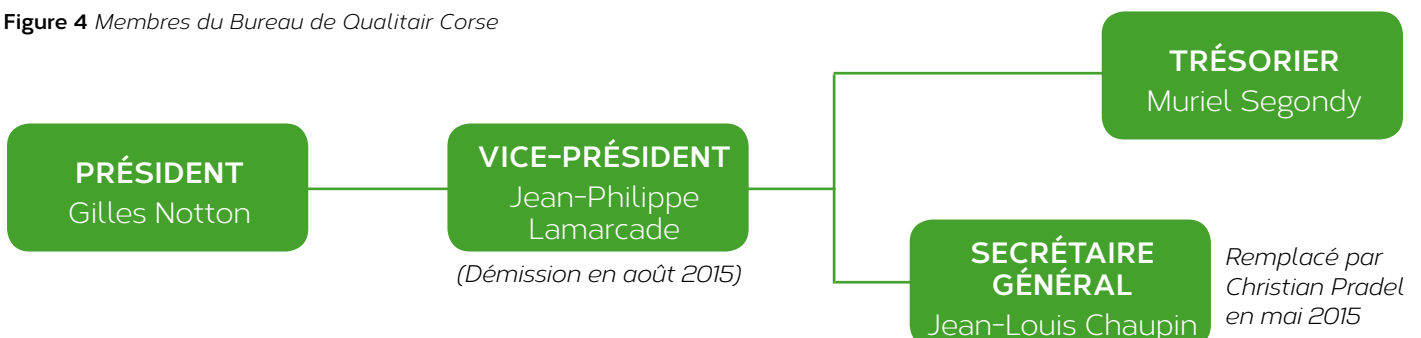 Figure 4 Membres du Bureau de Qualitair Corse
PRÉSIDENT
Gilles Notton
VICE-PRÉSIDENT
Jean-Philippe
Lamarcade
(Démission en août 2015)
TRÉSORIER
Muriel Segondy
SECRÉTAIRE
GÉNÉRAL
Jean-Louis Chaupin
Remplacé par
Christian Pradel
en mai 2015